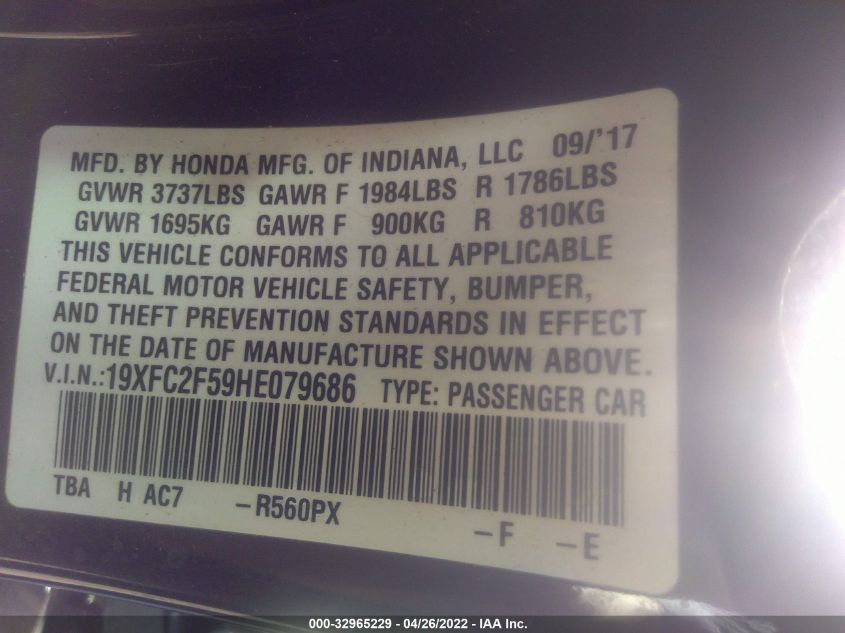 MFD. BY HONDA MFG. OF INDIANA, LLC 09/'17
GVWR 3737LBS GAWR F 1984LBS R 1786LBS
GVWR 1695KG GAWR F 900KG R 810KG
THIS VEHICLE CONFORMS TO ALL APPLICABLE
FEDERAL MOTOR VEHICLE SAFETY, BUMPER,
AND THEFT PREVENTION STANDARDS IN EFFECT
ON THE DATE OF MANUFACTURE SHOWN ABOVE.
V.I.N.:19XFC2F59HE079686 TYPE: PASSENGER CAR
TBA H AC7 -R560PX -F -E
000-32965229 - 04/26/2022 - IAA Inc.